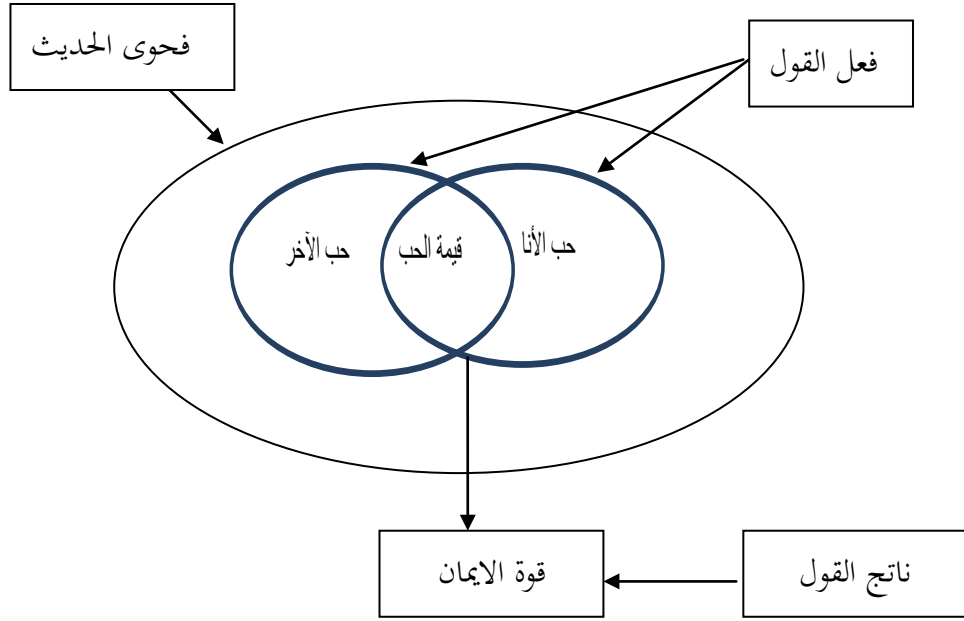 فعل القول
فحوى الحديث
حب الأنا
قيمة الحب
حب الآخر
ناتج القول
قوة الايمان